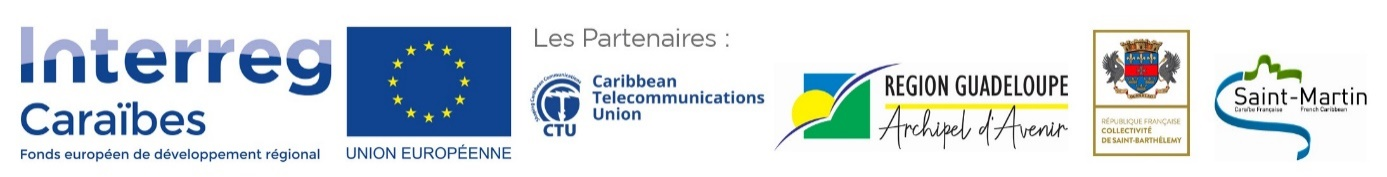 Interreg
Caraïbes
Fonds européen de développement régional
UNION EUROPÉENNE
Les Partenaires :
CTU
Caribbean
Telecommunications
Union
REGION GUADELOUPE
Archipel d'Avenir
RÉPUBLIQUE FRANÇAISE
COLLECTIVITÉ
DE SAINT-BARTHÉLEMY
Saint-Martin
Caraïbe Française French Caribbean